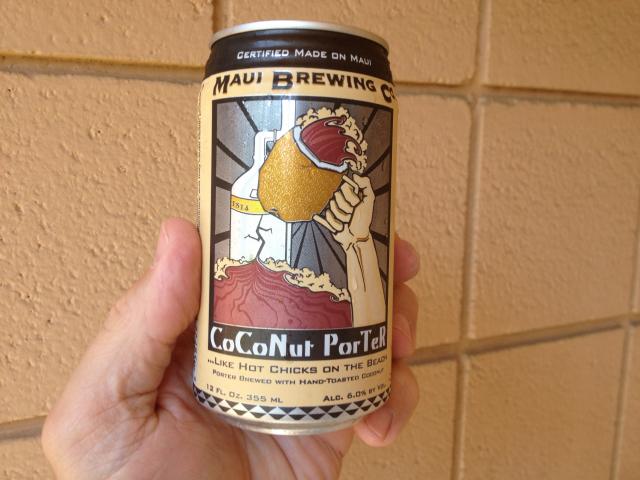 Certified Made on Maui
Maui Brewing Co
CoCoNut PorTeR
...Like Hot Chicks on the Beach
Porter Brewed with Hand-Toasted Coconut
12 fl. oz. 355 ml
Alc. 6.0% by Vol.